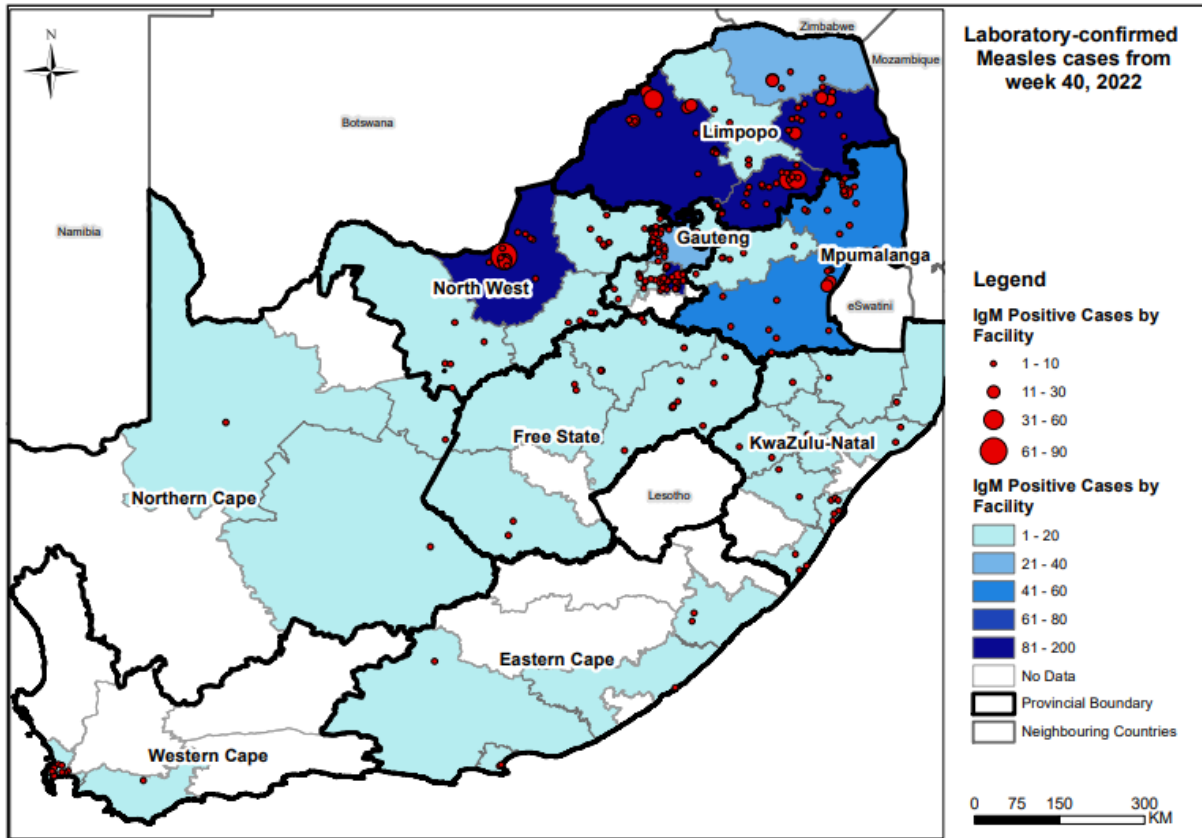 Laboratory-confirmed
Measles cases from
week 40, 2022
N
Zimbabwe
Mozambique
Botswana
Limpopo
Namibia
Gauteng
Mpumalanga
North West
eSwatini
Free State
KwaZulu-Natal
Northern Cape
Lesotho
Eastern Cape
Western Cape
Legend
IgM Positive Cases by
Facility
1 - 10
11 - 30
31 - 60
61 - 90
IgM Positive Cases by
Facility
1 - 20
21 - 40
41 - 60
61 - 80
81 - 200
No Data
Provincial Boundary
Neighbouring Countries
0 75 150 300
KM